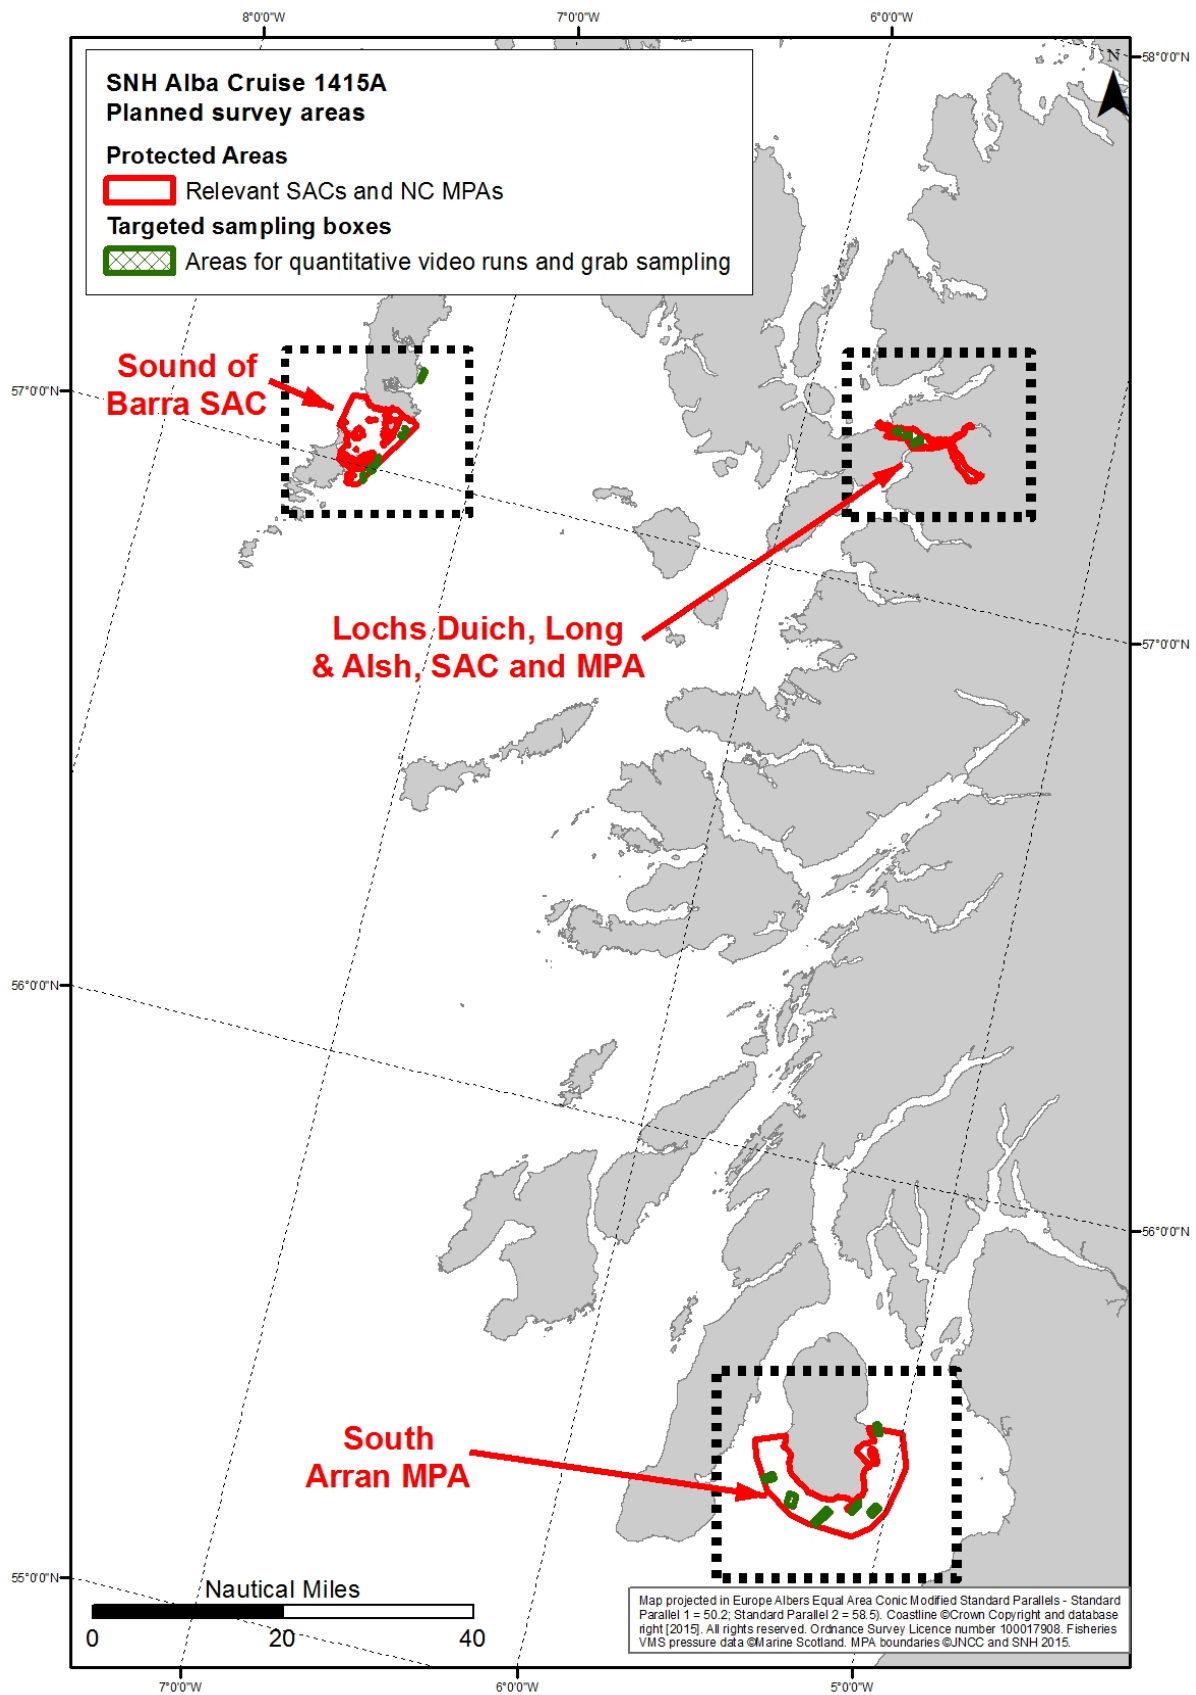 8°0'0"W 7°0'0"W 6°0'0"W
58°0'0"N
N
SNH Alba Cruise 1415A
Planned survey areas
Protected Areas
Relevant SACs and NC MPAs
Targeted sampling boxes
Areas for quantitative video runs and grab sampling
57°0'0"N
Sound of
Barra SAC
Lochs Duich, Long
& Alsh, SAC and MPA
57°0'0"N
56°0'0"N
56°0'0"N
South
Arran MPA
55°0'0"N
Nautical Miles
0 20 40
Map projected in Europe Albers Equal Area Conic Modified Standard Parallels - Standard
Parallel 1 = 50.2; Standard Parallel 2 = 58.5). Coastline ©Crown Copyright and database
right [2015]. All rights reserved. Ordnance Survey Licence number 100017908. Fisheries
VMS pressure data ©Marine Scotland. MPA boundaries ©JNCC and SNH 2015.
7°0'0"W 6°0'0"W 5°0'0"W